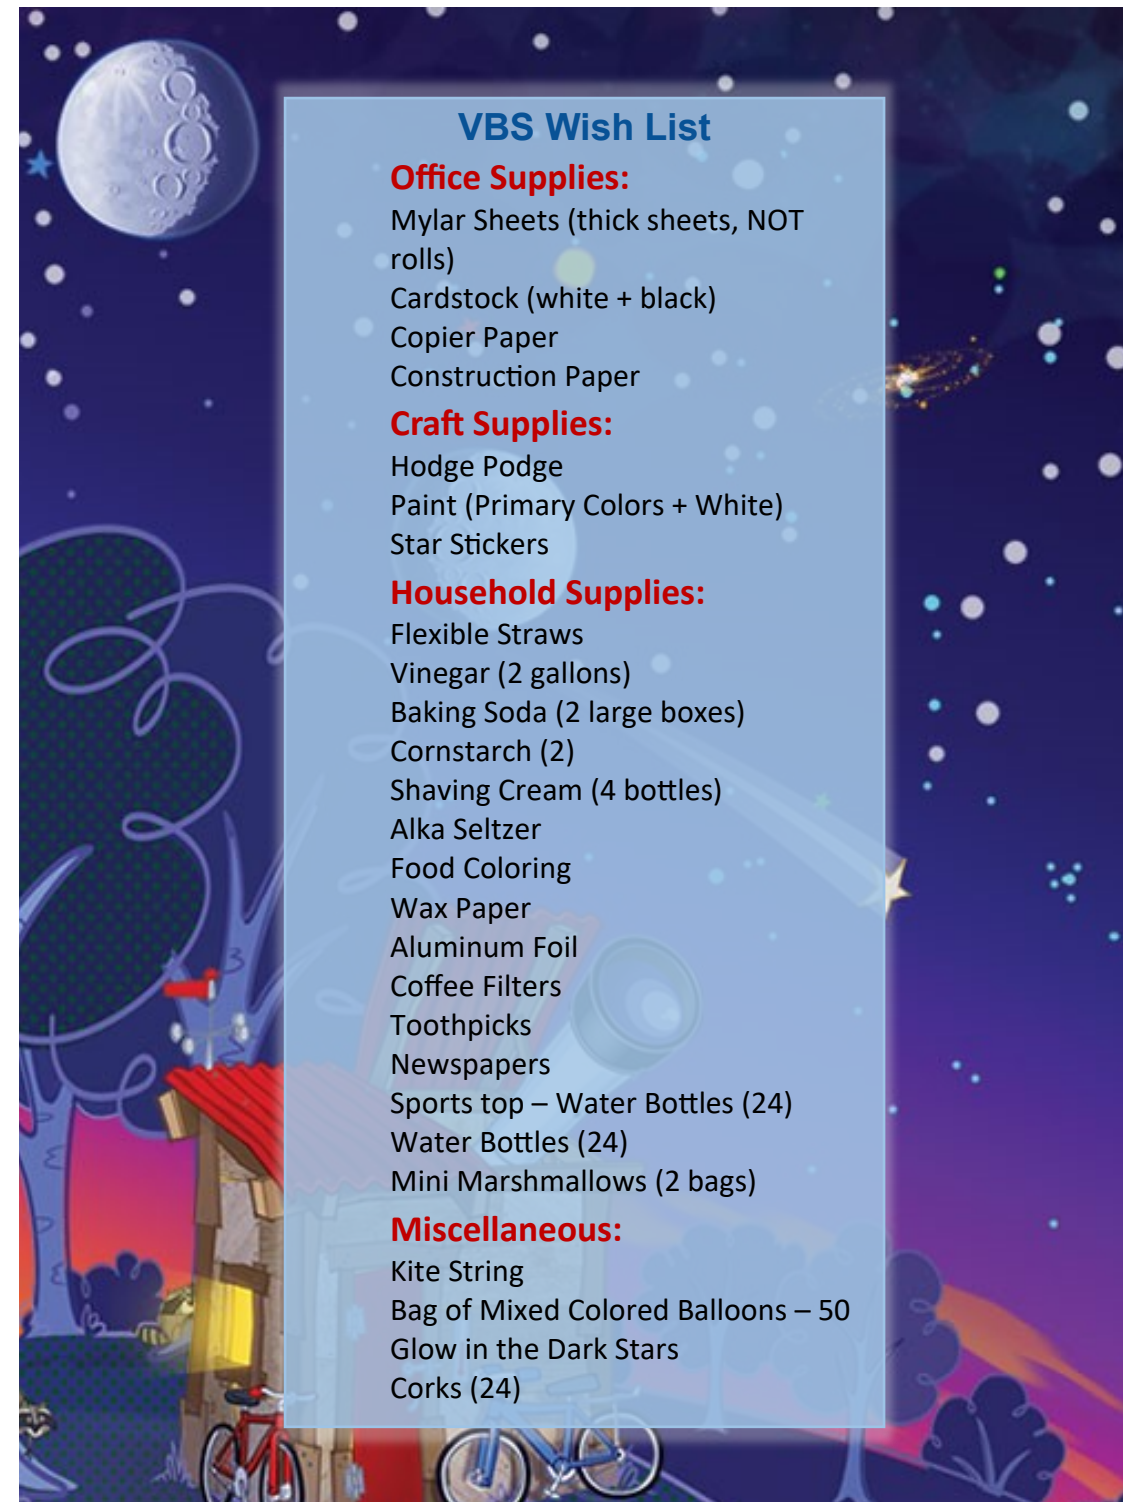 VBS Wish List
Office Supplies:
Mylar Sheets (thick sheets, NOT
rolls)
Cardstock (white + black)
Copier Paper
Construction Paper
Craft Supplies:
Hodge Podge
Paint (Primary Colors + White)
Star Stickers
Household Supplies:
Flexible Straws
Vinegar (2 gallons)
Baking Soda (2 large boxes)
Cornstarch (2)
Shaving Cream (4 bottles)
Alka Seltzer
Food Coloring
Wax Paper
Aluminum Foil
Coffee Filters
Toothpicks
Newspapers
Sports top – Water Bottles (24)
Water Bottles (24)
Mini Marshmallows (2 bags)
Miscellaneous:
Kite String
Bag of Mixed Colored Balloons – 50
Glow in the Dark Stars
Corks (24)